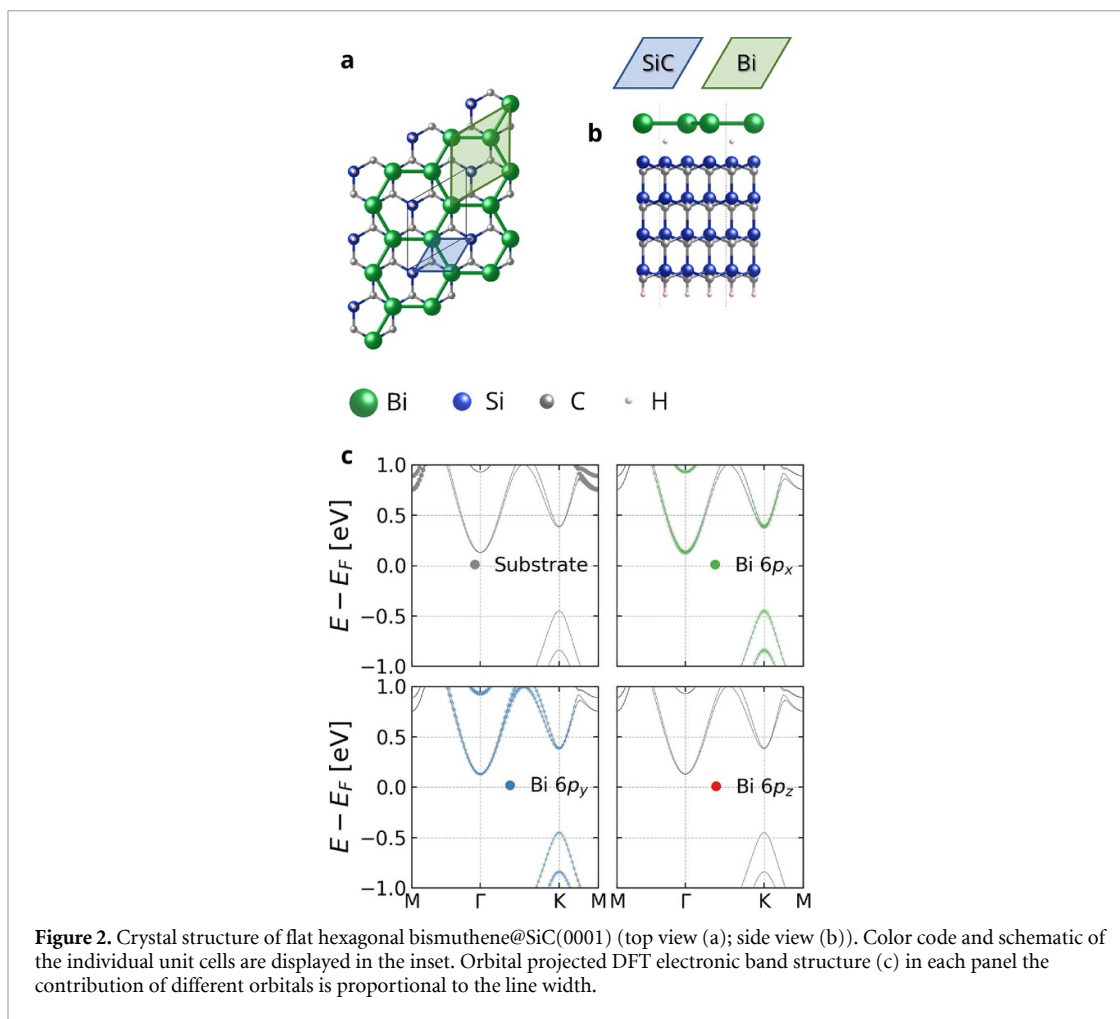 a
SiC
Bi
b
Bi
Si
C
H
c
1.0
0.5
0.0
−0.5
−1.0
E − E_F [eV]
Substrate
Bi 6p_x
M
Γ
K
M
1.0
0.5
0.0
−0.5
−1.0
E − E_F [eV]
Bi 6p_y
Bi 6p_z
M
Γ
K
M
M
Γ
K
M
Figure 2. Crystal structure of flat hexagonal bismuthene@SiC(0001) (top view (a); side view (b)). Color code and schematic of
the individual unit cells are displayed in the inset. Orbital projected DFT electronic band structure (c) in each panel the
contribution of different orbitals is proportional to the line width.